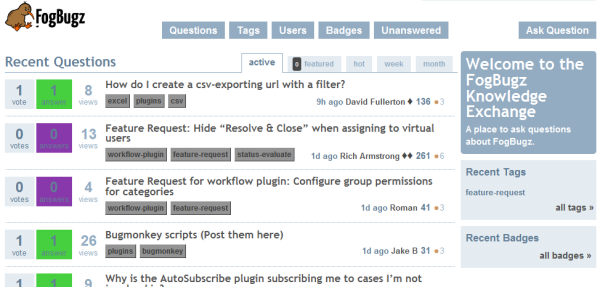 FogBugz
Questions Tags Users Badges Unanswered Ask Question
Recent Questions
active 0 featured hot week month
1 1 8
vote answer views
How do I create a csv-exporting url with a filter?
excel plugins csv
9h ago David Fullerton ♦ 136 ●3
0 0 13
votes answers views
Feature Request: Hide “Resolve & Close” when assigning to virtual
users
workflow-plugin feature-request status-evaluate
1d ago Rich Armstrong ♦♦ 261 ●6
0 0 4
votes answers views
Feature Request for workflow plugin: Configure group permissions
for categories
workflow-plugin feature-request
1d ago Roman 41 ●3
1 1 26
vote answer views
Bugmonkey scripts (Post them here)
plugins bugmonkey
1d ago Jake B 31 ●3
1 1 9
Why is the AutoSubscribe plugin subscribing me to cases I’m not
Welcome to the
FogBugz
Knowledge
Exchange
A place to ask questions
about FogBugz.
Recent Tags
feature-request
all tags »
Recent Badges
all badges »